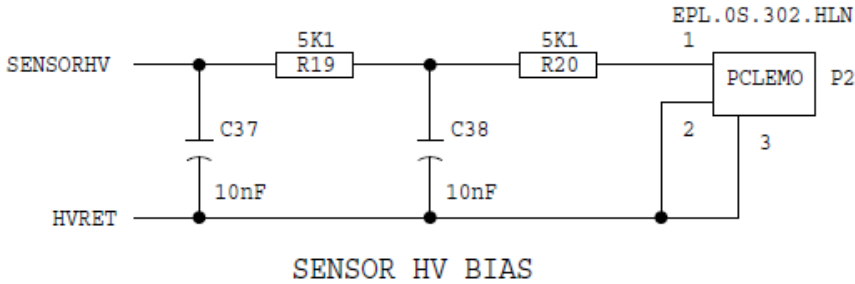 EPL.0S.302.HLN
5K1
5K1
1
SENSORHV
R19
R20
PCLEMO
P2
C37
C38
2
3
10nF
10nF
HVRET
SENSOR HV BIAS